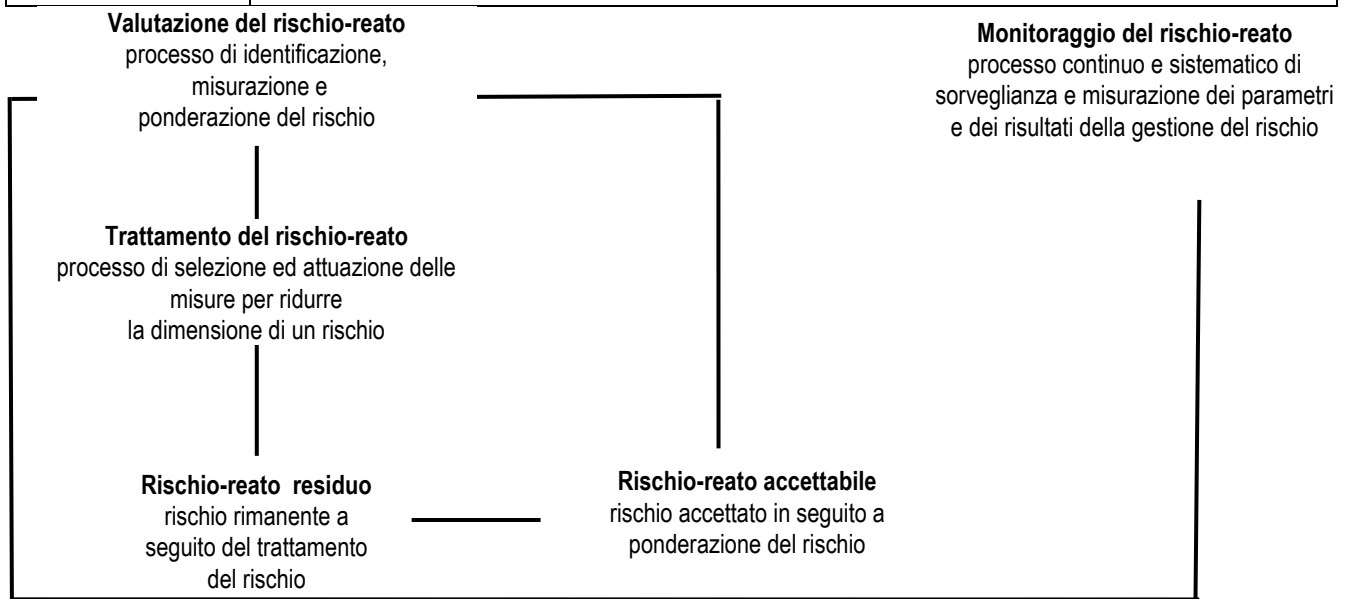 Valutazione del rischio-reato
processo di identificazione,
misurazione e
ponderazione del rischio
Monitoraggio del rischio-reato
processo continuo e sistematico di
sorveglianza e misurazione dei parametri
e dei risultati della gestione del rischio
Trattamento del rischio-reato
processo di selezione ed attuazione delle
misure per ridurre
la dimensione di un rischio
Rischio-reato residuo
rischio rimanente a
seguito del trattamento
del rischio
Rischio-reato accettabile
rischio accettato in seguito a
ponderazione del rischio